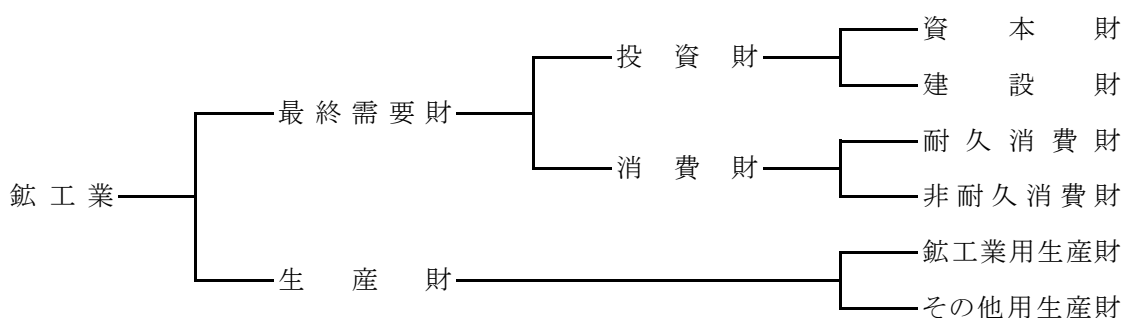 資本財
投資財
建設財
最終需要財
耐久消費財
消費財
非耐久消費財
鉱工業
鉱工業用生産財
生産財
その他用生産財